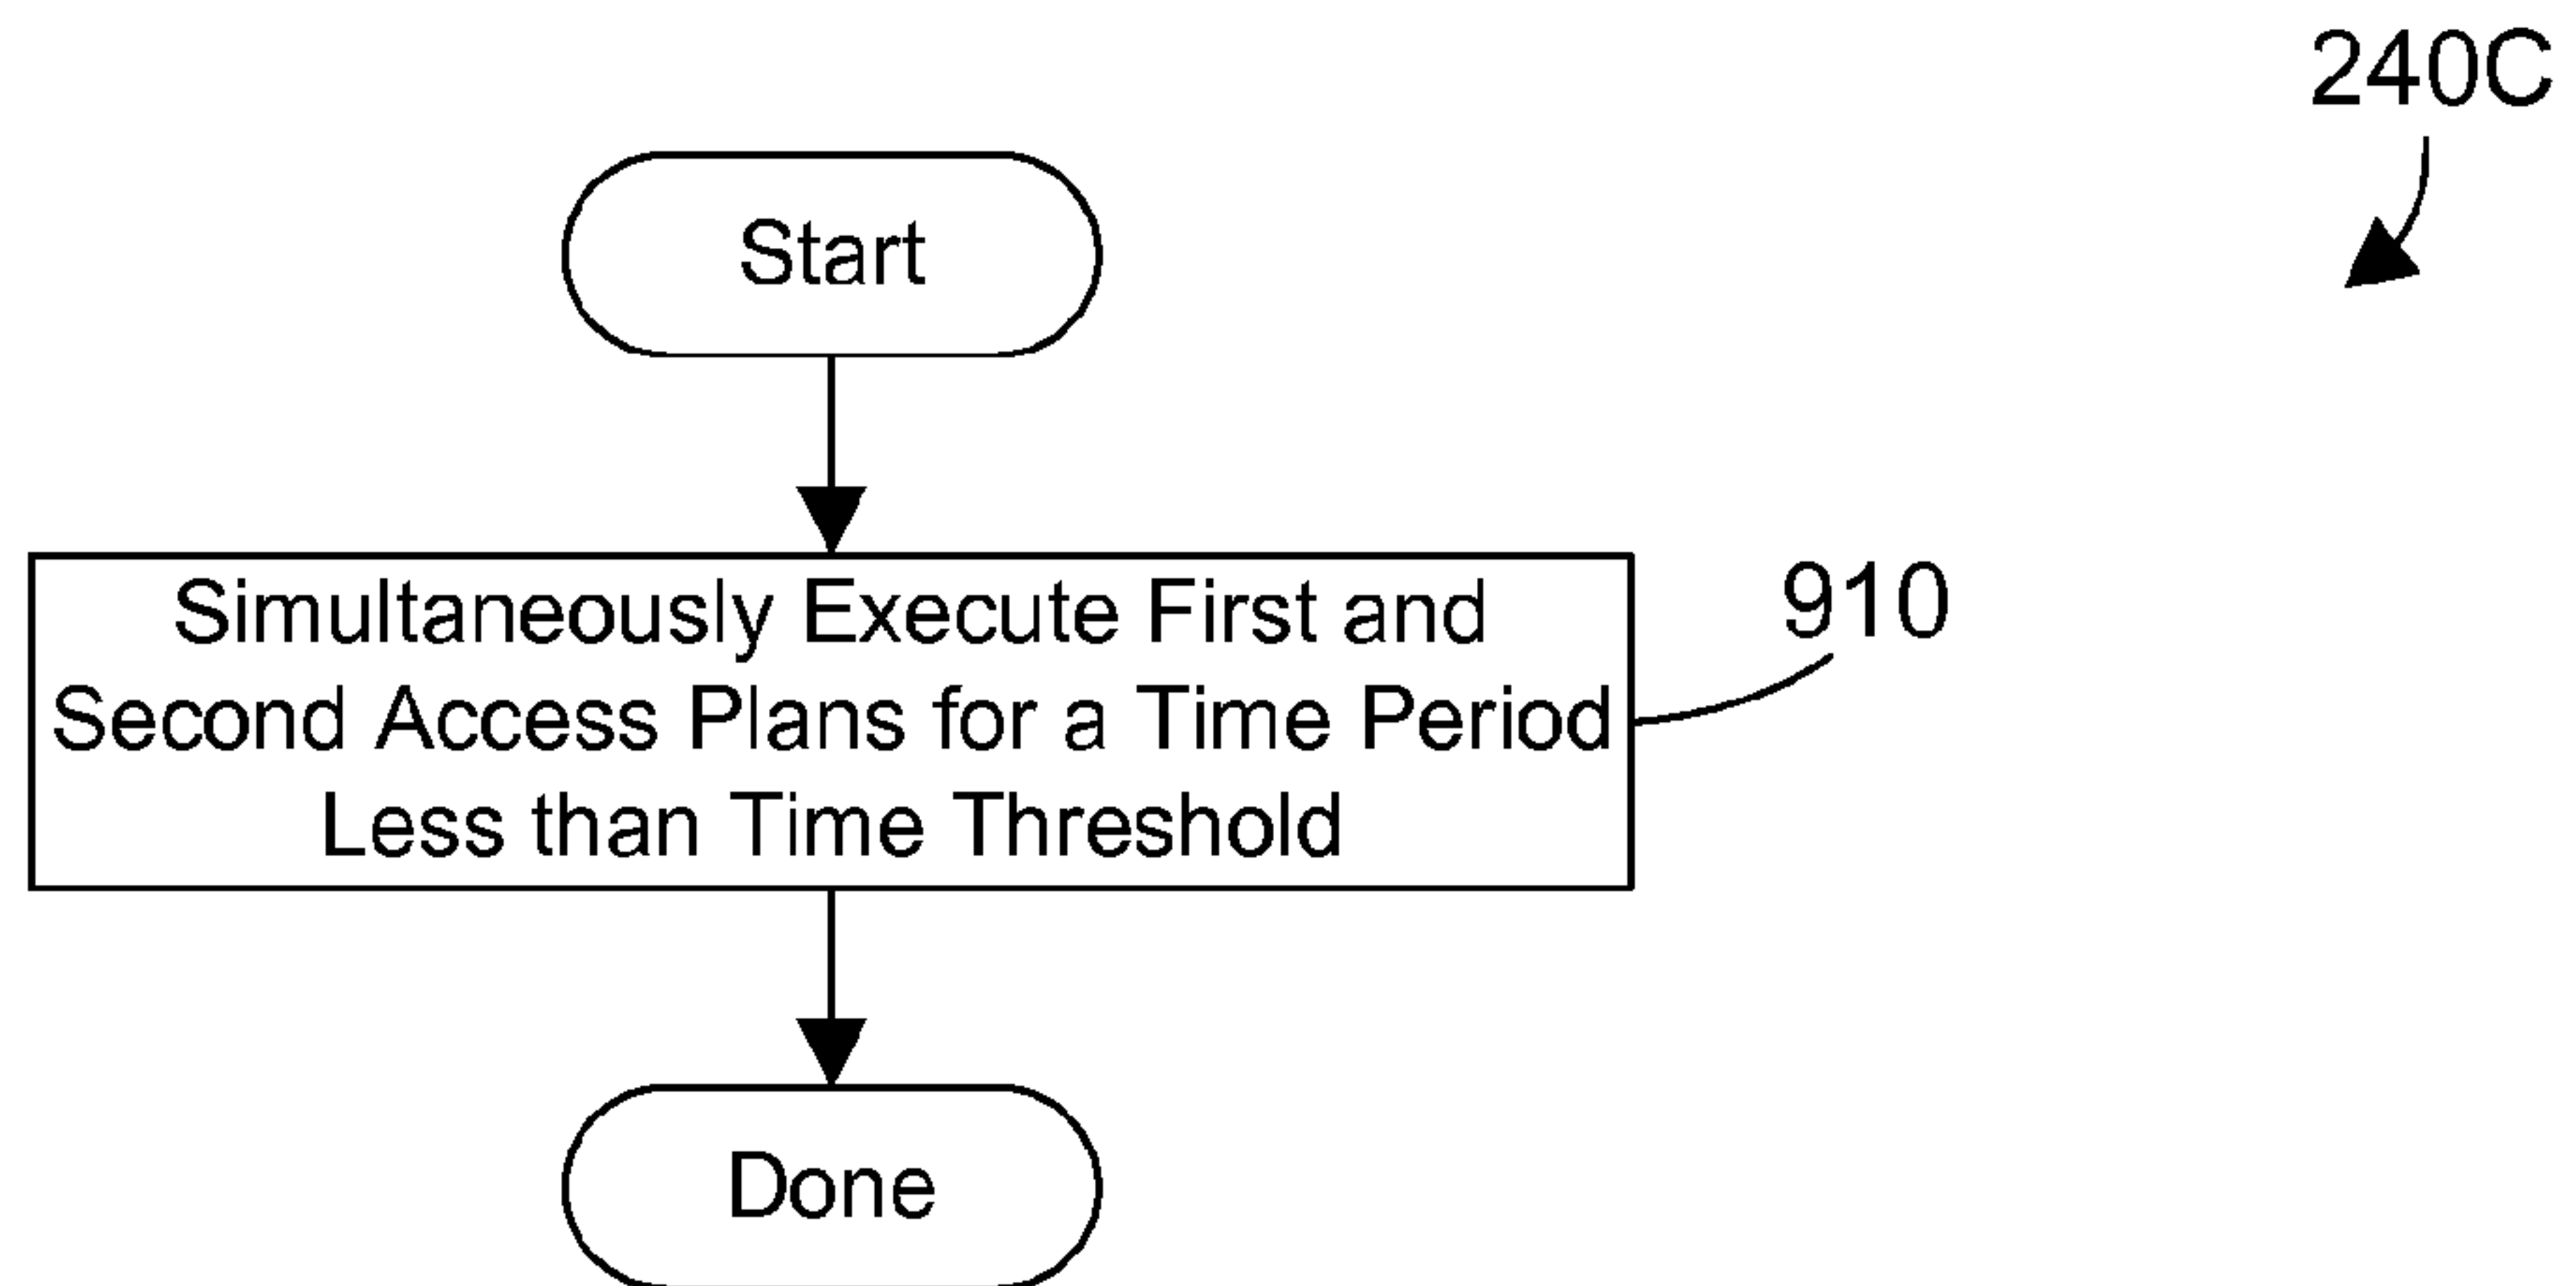 240C
Start
Simultaneously Execute First and
Second Access Plans for a Time Period
Less than Time Threshold
910
Done